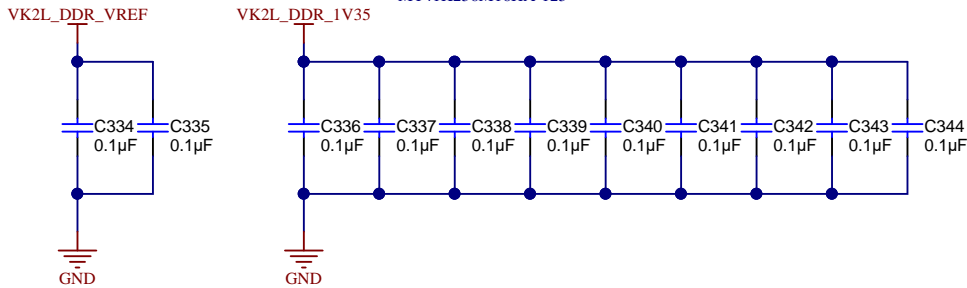 VK2L_DDR_VREF
VK2L_DDR_1V35
C334
0.1µF
C335
0.1µF
C336
0.1µF
C337
0.1µF
C338
0.1µF
C339
0.1µF
C340
0.1µF
C341
0.1µF
C342
0.1µF
C343
0.1µF
C344
0.1µF
GND
GND